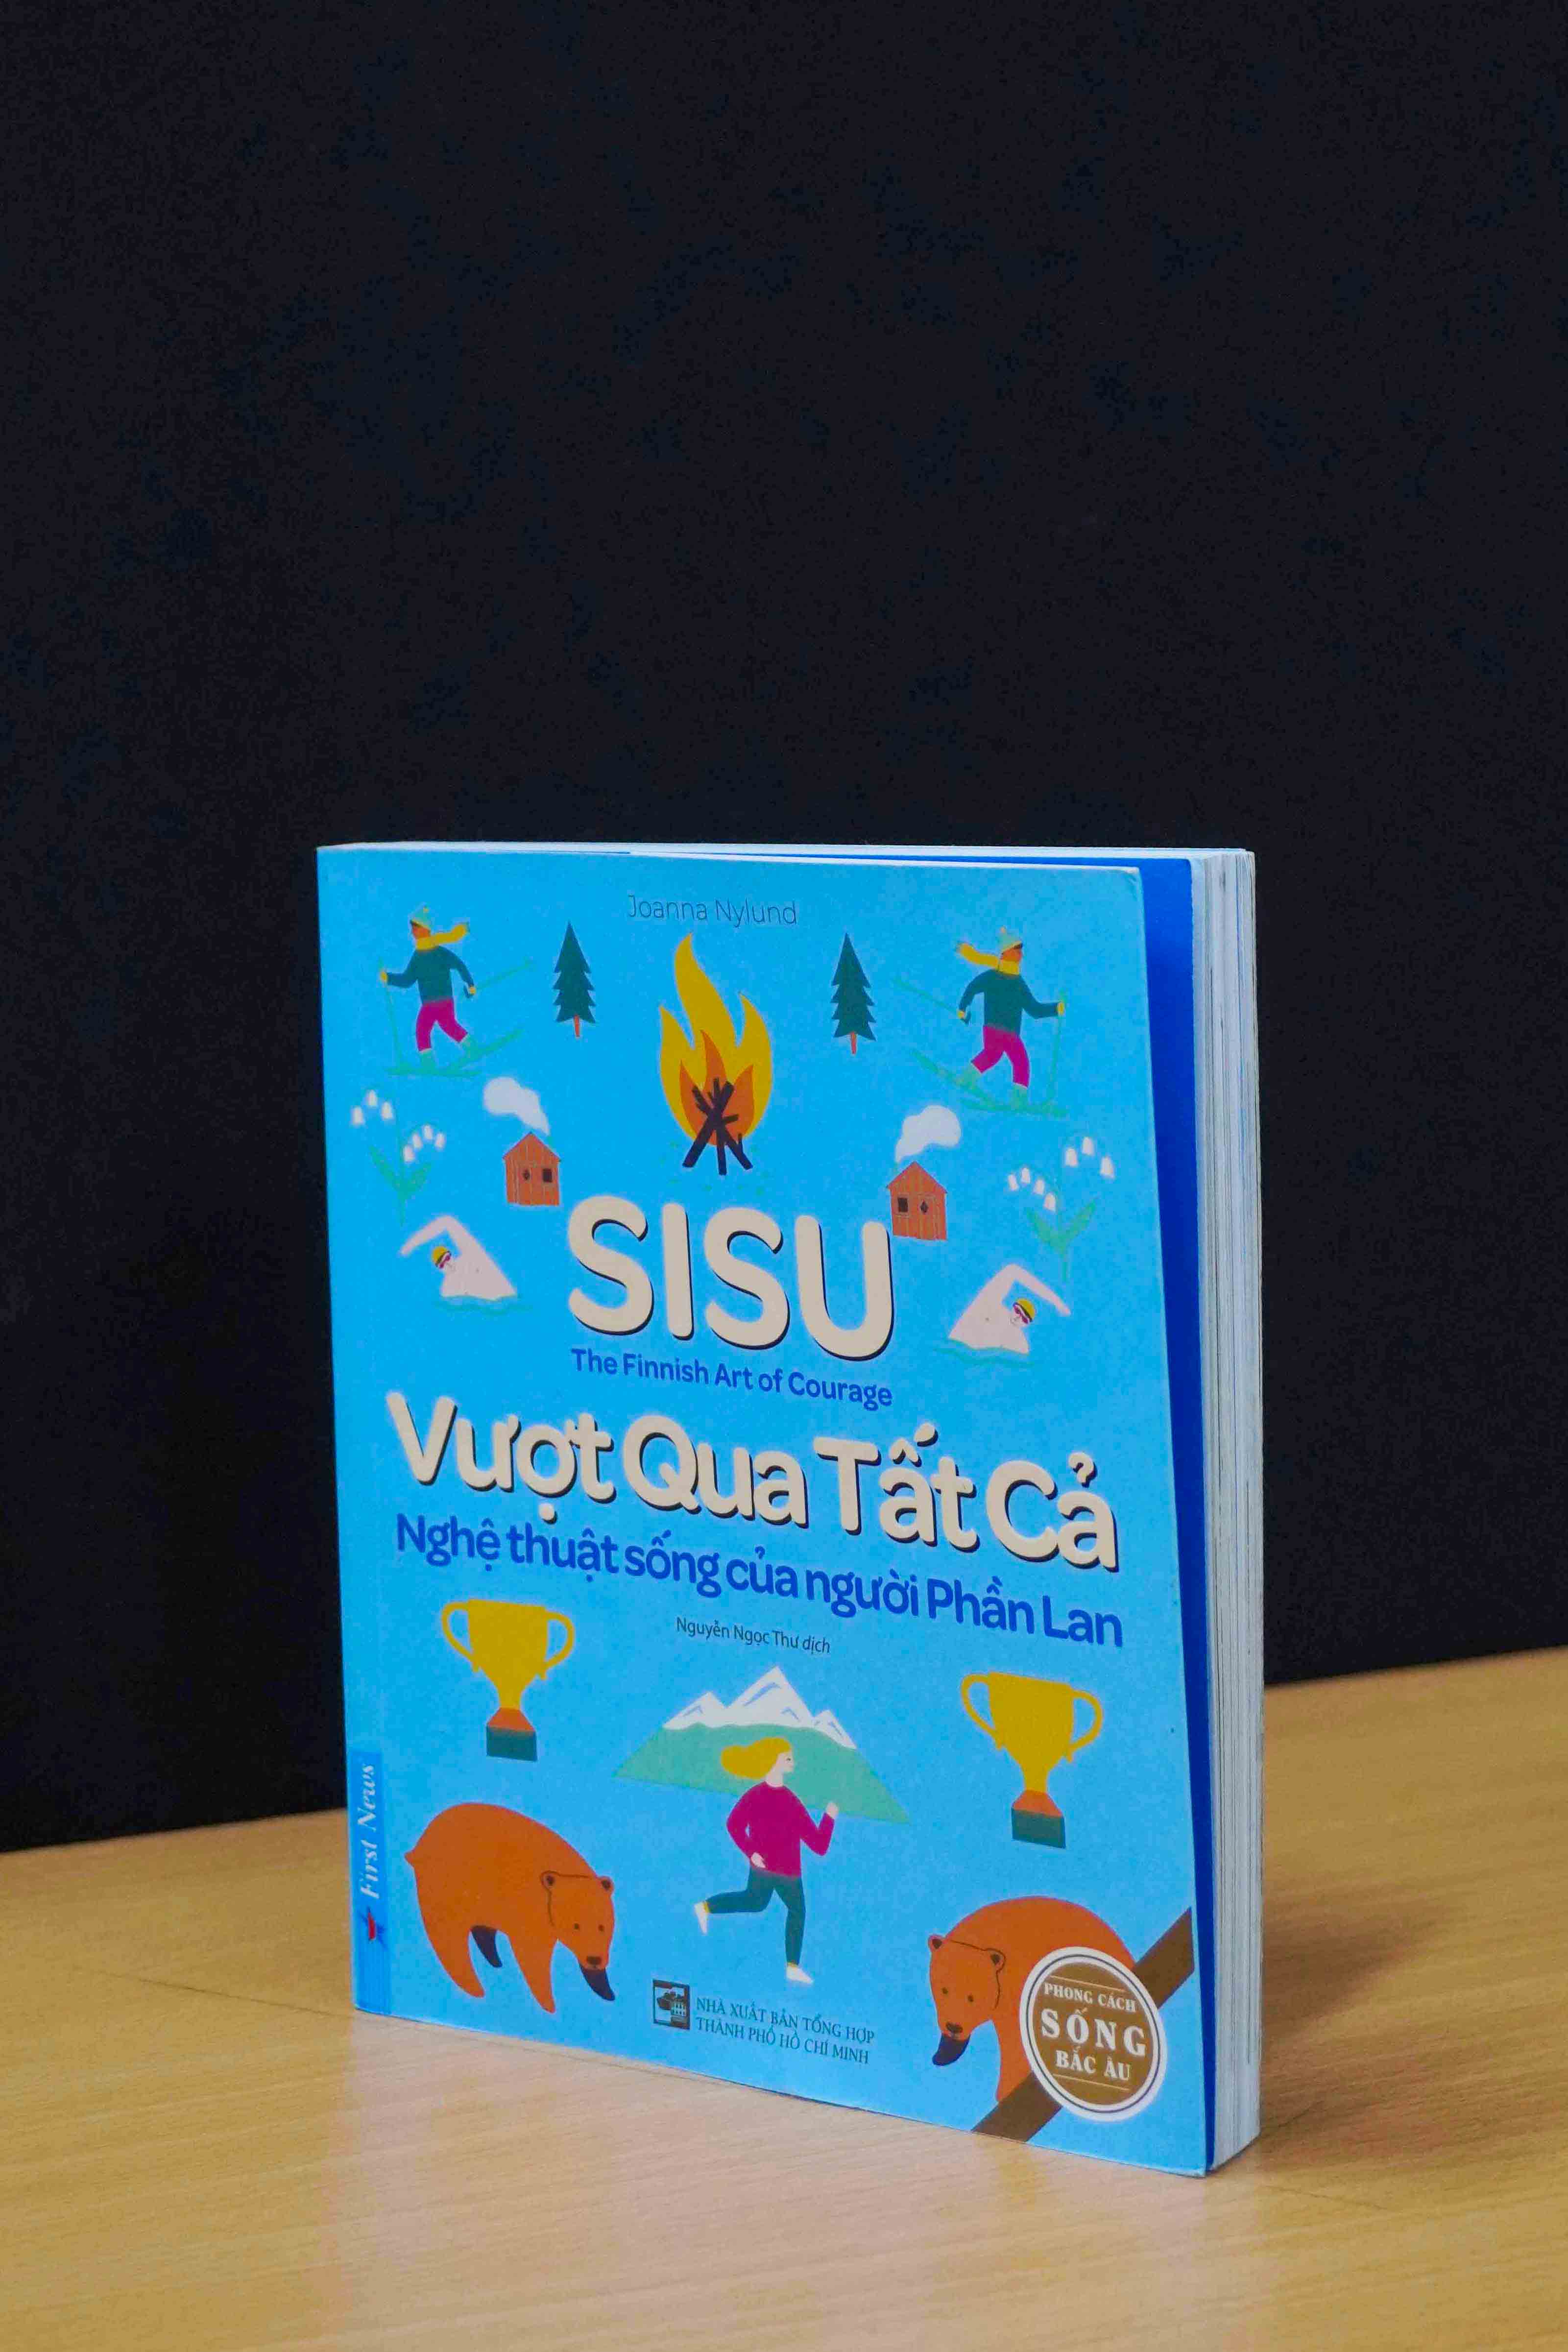 Joanna Nylund
SISU
The Finnish Art of Courage
Vượt Qua Tất Cả
Nghệ thuật sống của người Phần Lan
Nguyễn Ngọc Thư dịch
First News
NHÀ XUẤT BẢN TỔNG HỢP
THÀNH PHỐ HỒ CHÍ MINH
PHONG CÁCH
SỐNG
BẮC ÂU